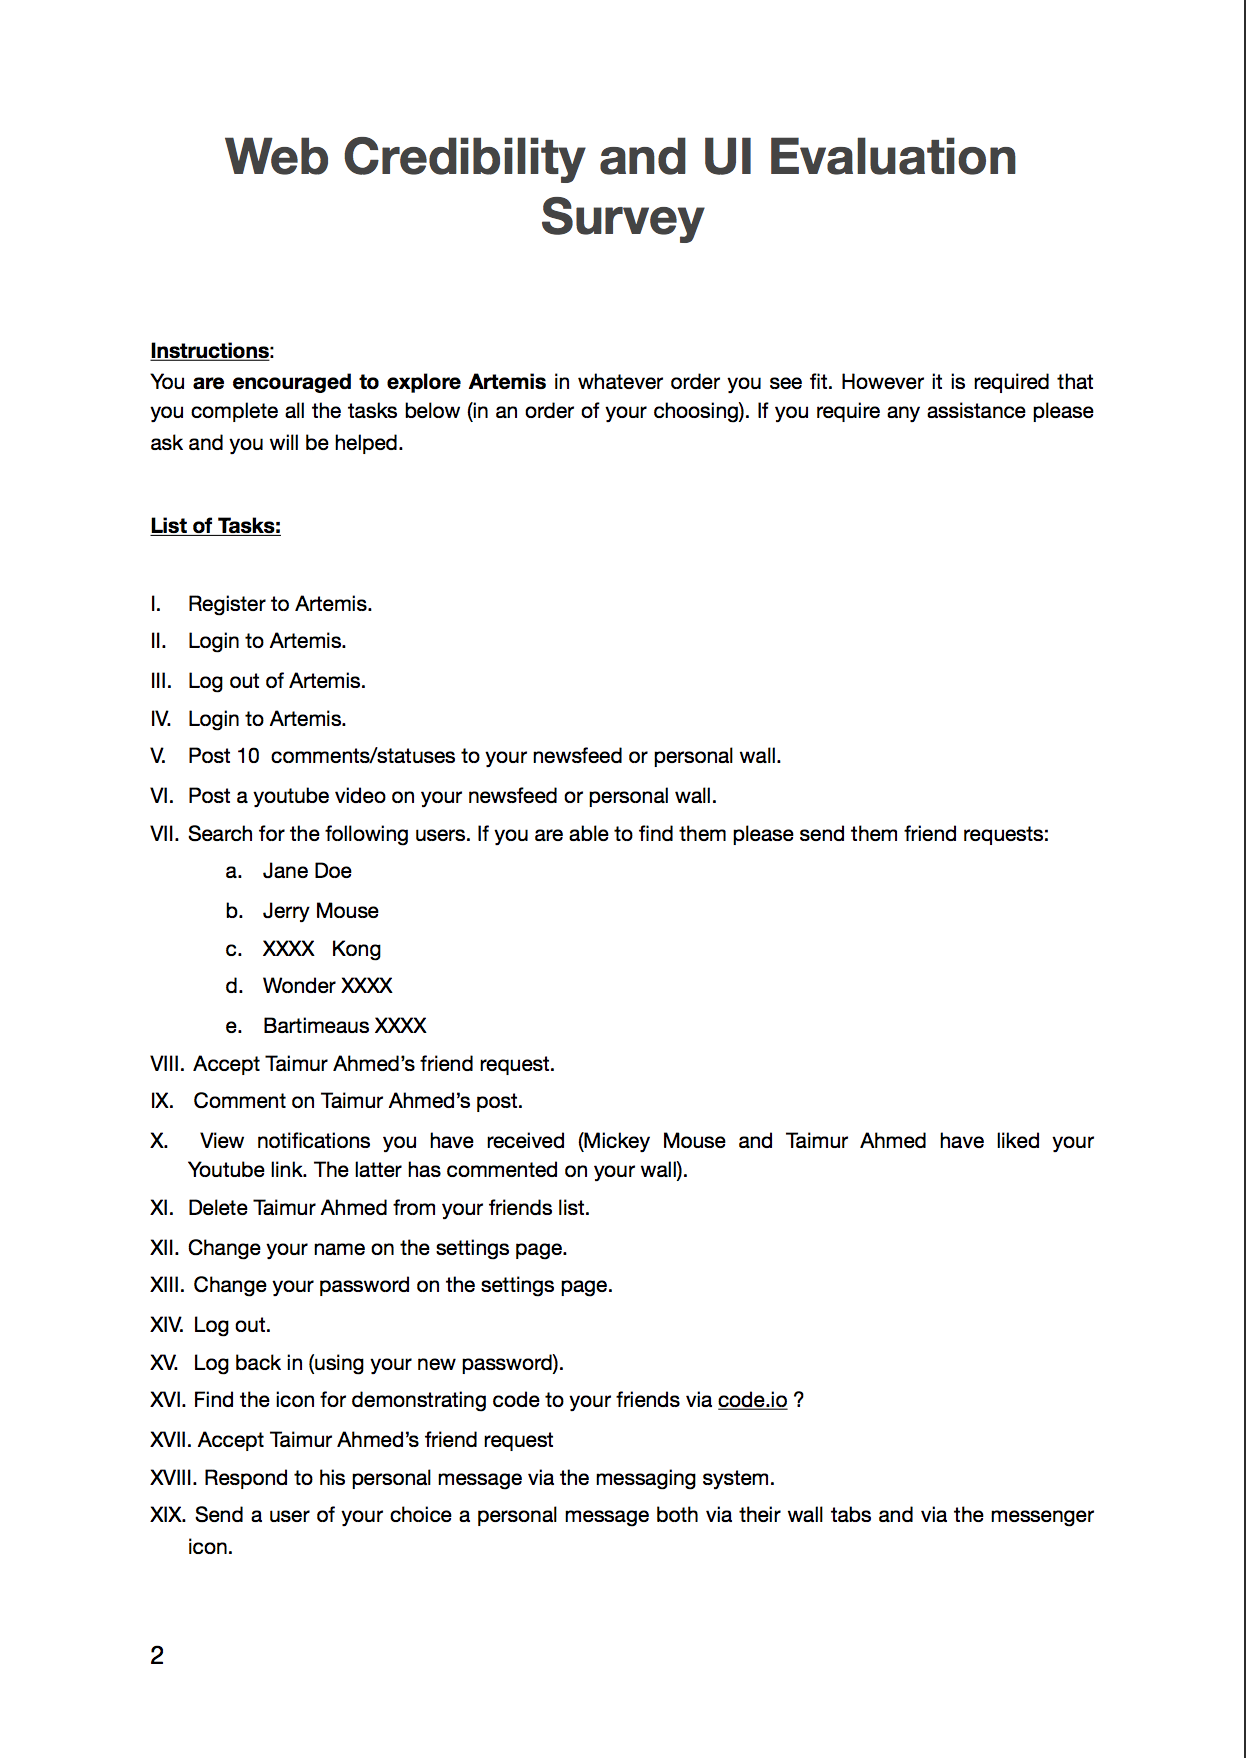 Web Credibility and UI Evaluation
Survey
Instructions:
You are encouraged to explore Artemis in whatever order you see fit. However it is required that
you complete all the tasks below (in an order of your choosing). If you require any assistance please
ask and you will be helped.
List of Tasks:
I. Register to Artemis.
II. Login to Artemis.
III. Log out of Artemis.
IV. Login to Artemis.
V. Post 10 comments/statuses to your newsfeed or personal wall.
VI. Post a youtube video on your newsfeed or personal wall.
VII. Search for the following users. If you are able to find them please send them friend requests:
a. Jane Doe
b. Jerry Mouse
c. XXXX Kong
d. Wonder XXXX
e. Bartimeaus XXXX
VIII. Accept Taimur Ahmed’s friend request.
IX. Comment on Taimur Ahmed’s post.
X. View notifications you have received (Mickey Mouse and Taimur Ahmed have liked your
Youtube link. The latter has commented on your wall).
XI. Delete Taimur Ahmed from your friends list.
XII. Change your name on the settings page.
XIII. Change your password on the settings page.
XIV. Log out.
XV. Log back in (using your new password).
XVI. Find the icon for demonstrating code to your friends via code.io ?
XVII. Accept Taimur Ahmed’s friend request
XVIII. Respond to his personal message via the messaging system.
XIX. Send a user of your choice a personal message both via their wall tabs and via the messenger
icon.
2